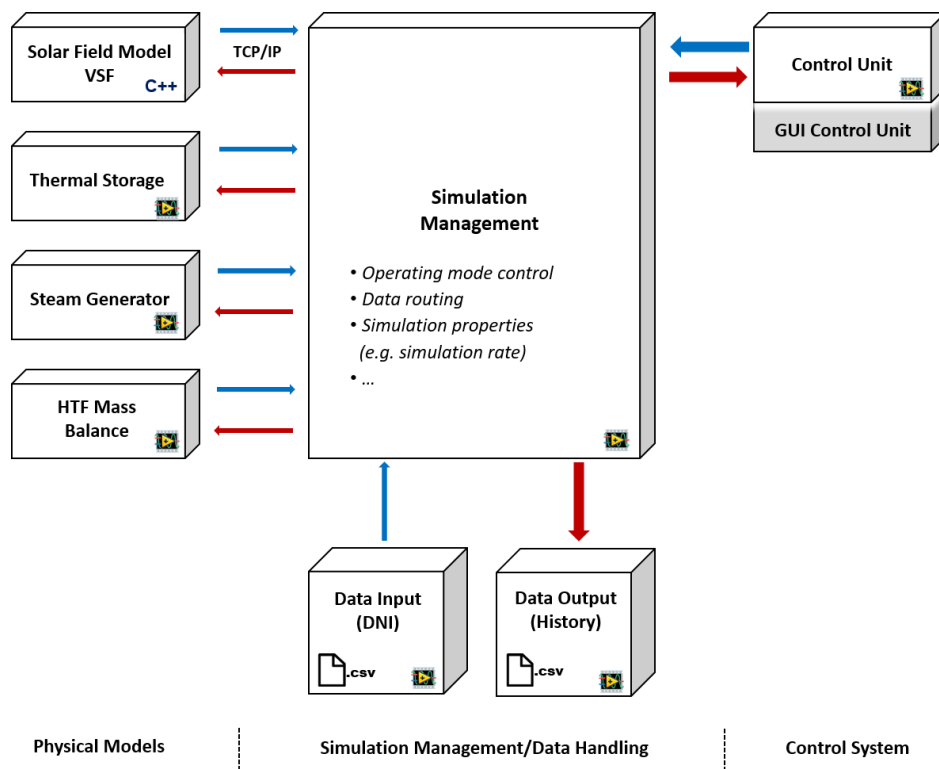 Solar Field Model
VSF
C++
TCP/IP
Thermal Storage
Steam Generator
HTF Mass
Balance
Simulation
Management
• Operating mode control
• Data routing
• Simulation properties
(e.g. simulation rate)
• ...
Control Unit
GUI Control Unit
Data Input
(DNI)
.csv
Data Output
(History)
.csv
Physical Models
Simulation Management/Data Handling
Control System